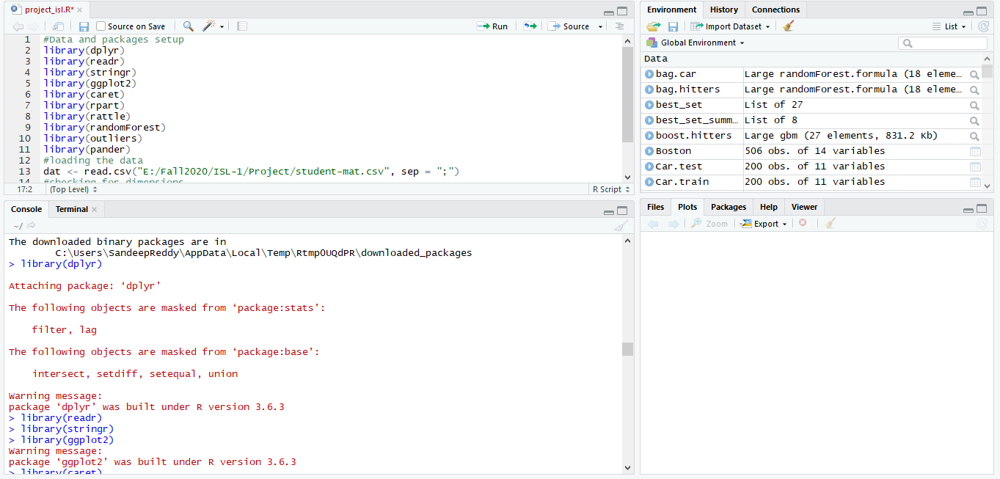 project_isl.R*
Source on Save
Run
Source
1 #Data and packages setup
2 library(dplyr)
3 library(readr)
4 library(stringr)
5 library(ggplot2)
6 library(caret)
7 library(rpart)
8 library(rattle)
9 library(randomForest)
10 library(outliers)
11 library(pander)
12 #loading the data
13 dat <- read.csv("E:/Fall2020/ISL-1/Project/student-mat.csv", sep = ";")
14 #checking for dimensions
17:2 (Top Level) R Script
Console Terminal
~/
The downloaded binary packages are in
C:\Users\SandeepReddy\AppData\Local\Temp\RtmpOUQdPR\downloaded_packages
> library(dplyr)
Attaching package: ‘dplyr’
The following objects are masked from ‘package:stats’:
filter, lag
The following objects are masked from ‘package:base’:
intersect, setdiff, setequal, union
Warning message:
package ‘dplyr’ was built under R version 3.6.3
> library(readr)
> library(stringr)
> library(ggplot2)
Warning message:
package ‘ggplot2’ was built under R version 3.6.3
> library(caret)
Environment History Connections
Import Dataset List
Global Environment
Data
bag.car Large randomForest.formula (18 eleme…
bag.hitters Large randomForest.formula (18 eleme…
best_set List of 27
best_set_summ… List of 8
boost.hitters Large gbm (27 elements, 831.2 Kb)
Boston 506 obs. of 14 variables
Car.test 200 obs. of 11 variables
Car.train 200 obs. of 11 variables
Files Plots Packages Help Viewer
Zoom Export